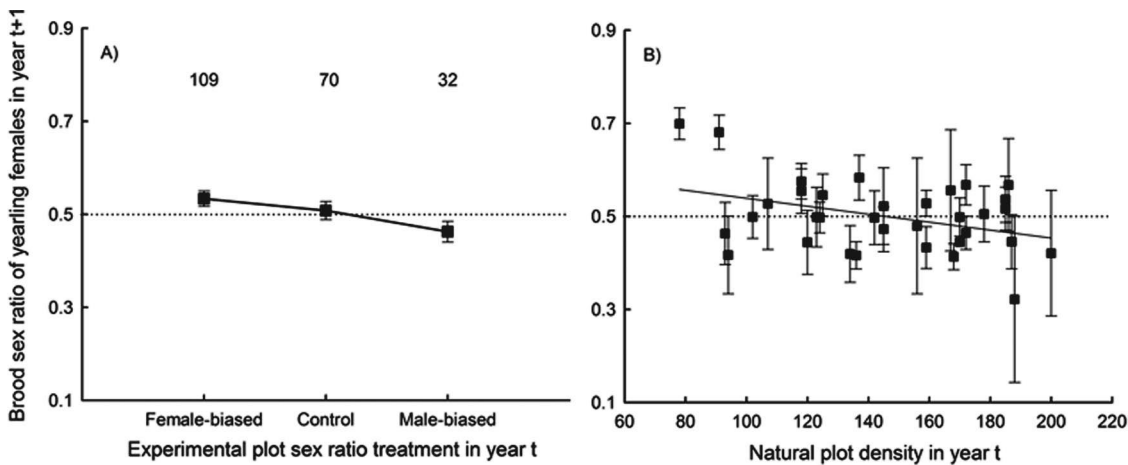 Brood sex ratio of yearling females in year t+1
0.9
0.7
0.5
0.3
0.1
A)
109 70 32
Female-biased Control Male-biased
Experimental plot sex ratio treatment in year t
0.9
0.7
0.5
0.3
0.1
B)
60 80 100 120 140 160 180 200 220
Natural plot density in year t